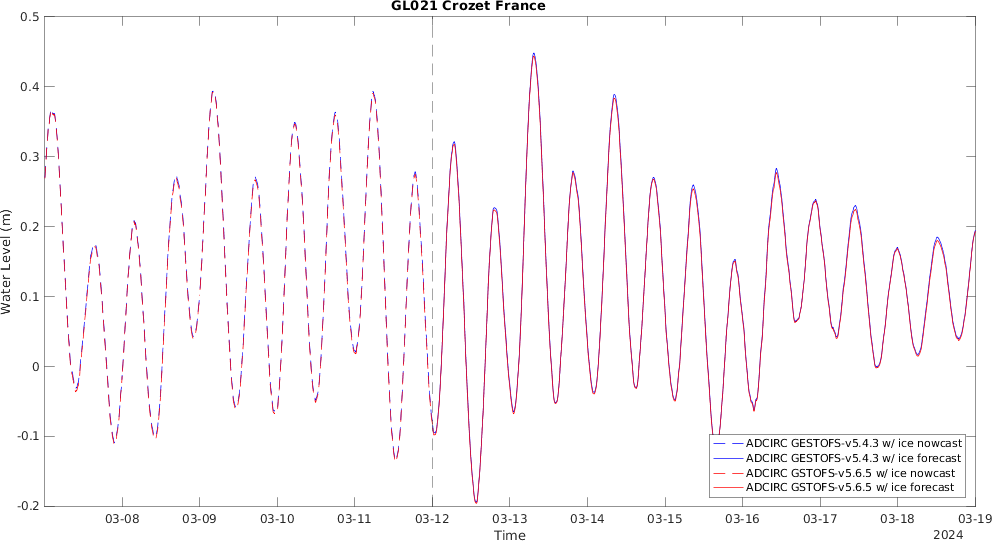 GL021 Crozet France
0.5
0.4
0.3
0.2
0.1
0
-0.1
-0.2
Water Level (m)
ADCIRC GESTOFS-v5.4.3 w/ ice nowcast
ADCIRC GESTOFS-v5.4.3 w/ ice forecast
ADCIRC GSTOFS-v5.6.5 w/ ice nowcast
ADCIRC GSTOFS-v5.6.5 w/ ice forecast
03-08 03-09 03-10 03-11 03-12 03-13 03-14 03-15 03-16 03-17 03-18 03-19
Time
2024